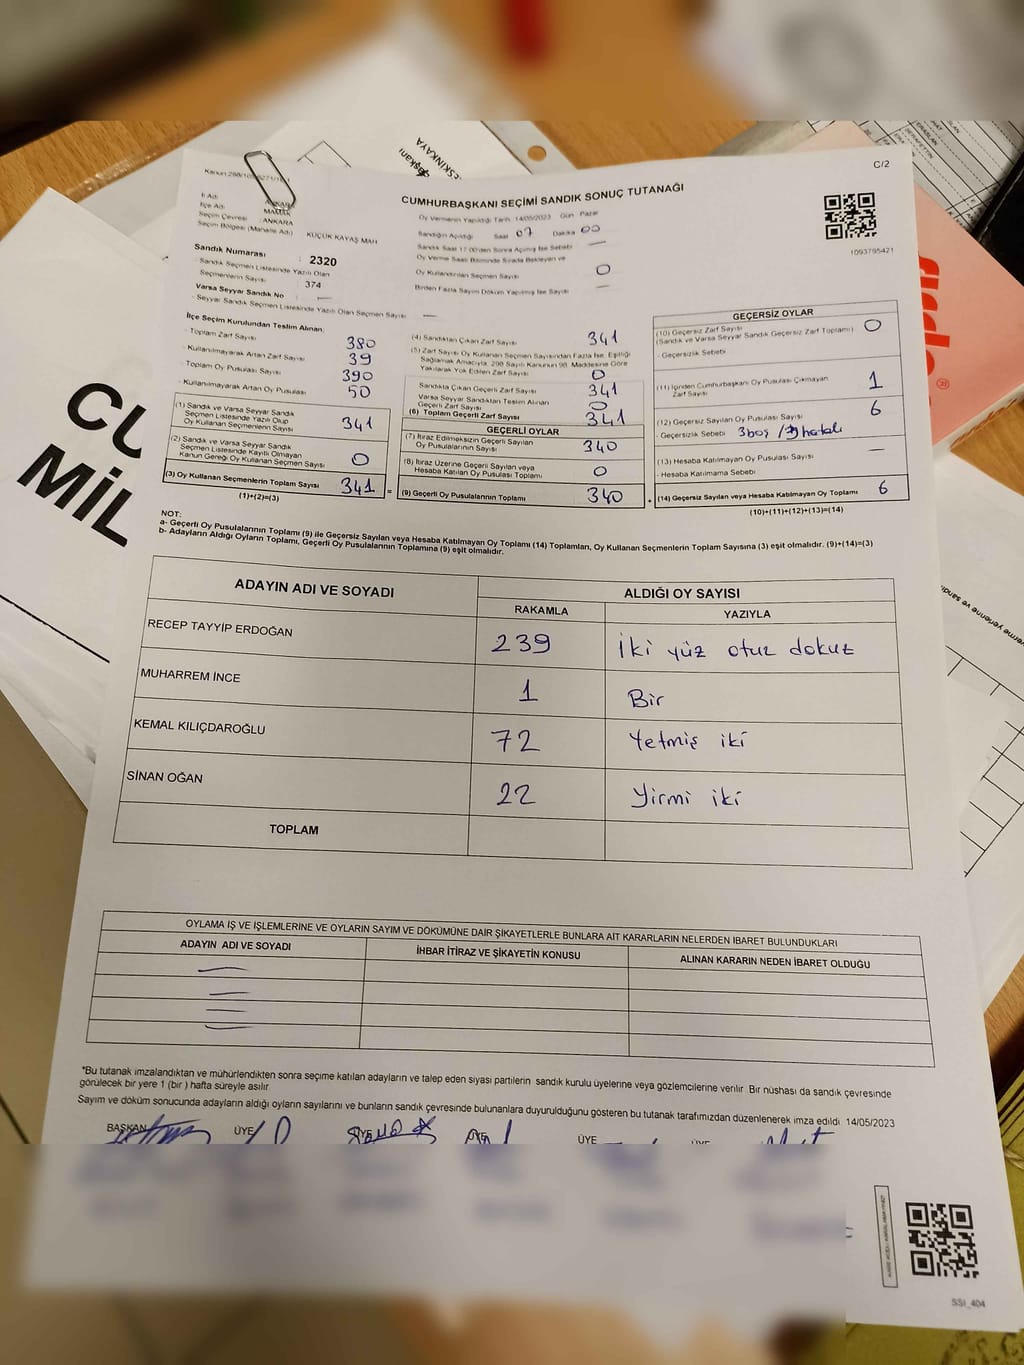 C/2
CUMHURBAŞKANI SEÇİMİ SANDIK SONUÇ TUTANAĞI
İl Adı
İlçe Adı : MAMAK
Seçim Çevresi : ANKARA
Seçim Bölgesi (Mahalle Adı) KÜÇÜK KAYAŞ MAH
Sandık Numarası : 2320
- Sandık Seçmen Listesinde Yazılı Olan
Seçmenlerin Sayısı : 374
Varsa Seyyar Sandık No : —
- Seyyar Sandık Seçmen Listesinde Yazılı Olan Seçmen Sayısı : —
Oy Vermenin Yapıldığı Tarih: 14/05/2023 Gün Pazar
Sandığın Açıldığı Saat 07 Dakika 00
Sandık Saat 17:00'den Sonra Açılmış İse Sebebi —
Oy Verme Saati Bitiminde Sırada Bekleyen ve
Oy Kullandırılan Seçmen Sayısı 0
Birden Fazla Sayım Döküm Yapılmış İse Sayısı —
1093795421
İlçe Seçim Kurulundan Teslim Alınan:
- Toplam Zarf Sayısı 380
- Kullanılmayarak Artan Zarf Sayısı 39
- Toplam Oy Pusulası Sayısı 390
- Kullanılmayarak Artan Oy Pusulası 50
(1) Sandık ve Varsa Seyyar Sandık
Seçmen Listesinde Yazılı Olup
Oy Kullanan Seçmenlerin Sayısı 341
(2) Sandık ve Varsa Seyyar Sandık
Seçmen Listesinde Kayıtlı Olmayan
Kanun Gereği Oy Kullanan Seçmen Sayısı 0
(3) Oy Kullanan Seçmenlerin Toplam Sayısı 341 =
(1)+(2)=(3)
(4) Sandıktan Çıkan Zarf Sayısı 341
(5) Zarf Sayısı Oy Kullanan Seçmen Sayısından Fazla İse, Eşitliği
Sağlamak Amacıyla, 298 Sayılı Kanunun 98. Maddesine Göre
Yakılarak Yok Edilen Zarf Sayısı 0
Sandıkta Çıkan Geçerli Zarf Sayısı 341
Varsa Seyyar Sandıktan Teslim Alınan
Geçerli Zarf Sayısı 0
(6) Toplam Geçerli Zarf Sayısı 341
GEÇERLİ OYLAR
(7) İtiraz Edilmeksizin Geçerli Sayılan
Oy Pusulalarının Sayısı 340
(8) İtiraz Üzerine Geçerli Sayılan veya
Hesaba Katılan Oy Pusulası Toplamı 0
(9) Geçerli Oy Pusulalarının Toplamı 340 +
GEÇERSİZ OYLAR
(10) Geçersiz Zarf Sayısı
(Sandık ve Varsa Seyyar Sandık Geçersiz Zarf Toplamı) 0
- Geçersizlik Sebebi
(11) İçinden Cumhurbaşkanı Oy Pusulası Çıkmayan
Zarf Sayısı 1
(12) Geçersiz Sayılan Oy Pusulası Sayısı 6
- Geçersizlik Sebebi 3 boş / 3 hatalı
(13) Hesaba Katılmayan Oy Pusulası Sayısı —
- Hesaba Katılmama Sebebi
(14) Geçersiz Sayılan veya Hesaba Katılmayan Oy Toplamı 6
(10)+(11)+(12)+(13)=(14)
NOT:
a- Geçerli Oy Pusulalarının Toplamı (9) ile Geçersiz Sayılan veya Hesaba Katılmayan Oy Toplamı (14) Toplamları, Oy Kullanan Seçmenlerin Toplam Sayısına (3) eşit olmalıdır. (9)+(14)=(3)
b- Adayların Aldığı Oyların Toplamı, Geçerli Oy Pusulalarının Toplamına (9) eşit olmalıdır.
ADAYIN ADI VE SOYADI ALDIĞI OY SAYISI
RAKAMLA YAZIYLA
RECEP TAYYİP ERDOĞAN 239 İki yüz otuz dokuz
MUHARREM İNCE 1 Bir
KEMAL KILIÇDAROĞLU 72 Yetmiş iki
SİNAN OĞAN 22 Yirmi iki
TOPLAM
OYLAMA İŞ VE İŞLEMLERİNE VE OYLARIN SAYIM VE DÖKÜMÜNE DAİR ŞİKAYETLERLE BUNLARA AİT KARARLARIN NELERDEN İBARET BULUNDUKLARI
ADAYIN ADI VE SOYADI İHBAR İTİRAZ VE ŞİKAYETİN KONUSU ALINAN KARARIN NEDEN İBARET OLDUĞU
*Bu tutanak imzalandıktan ve mühürlendikten sonra seçime katılan adayların ve talep eden siyasi partilerin sandık kurulu üyelerine veya gözlemcilerine verilir. Bir nüshası da sandık çevresinde
görülecek bir yere 1 (bir) hafta süreyle asılır.
Sayım ve döküm sonucunda adayların aldığı oyların sayılarını ve bunların sandık çevresinde bulunanlara duyurulduğunu gösteren bu tutanak tarafımızdan düzenlenerek imza edildi. 14/05/2023
BAŞKAN ÜYE ÜYE ÜYE ÜYE ÜYE
SSI_404
CU
MİL